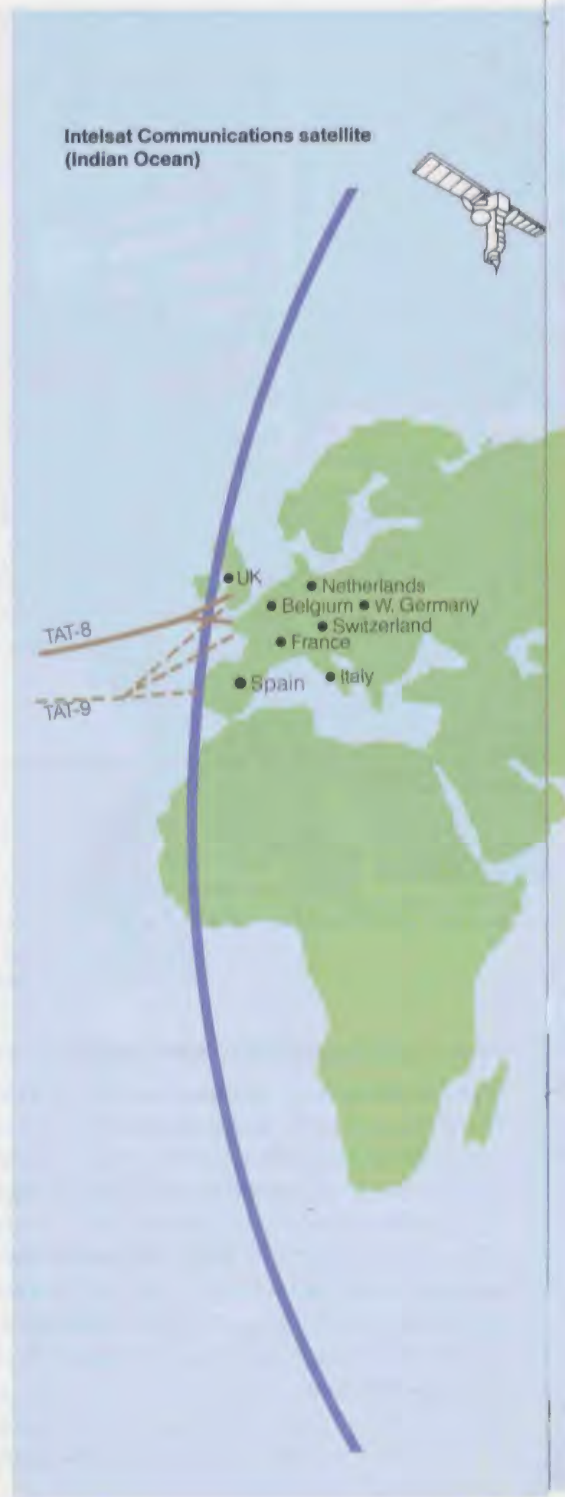 Intelsat Communications satellite
(Indian Ocean)
UK
Netherlands
Belgium
W. Germany
Switzerland
France
Spain
Italy
TAT-8
TAT-9